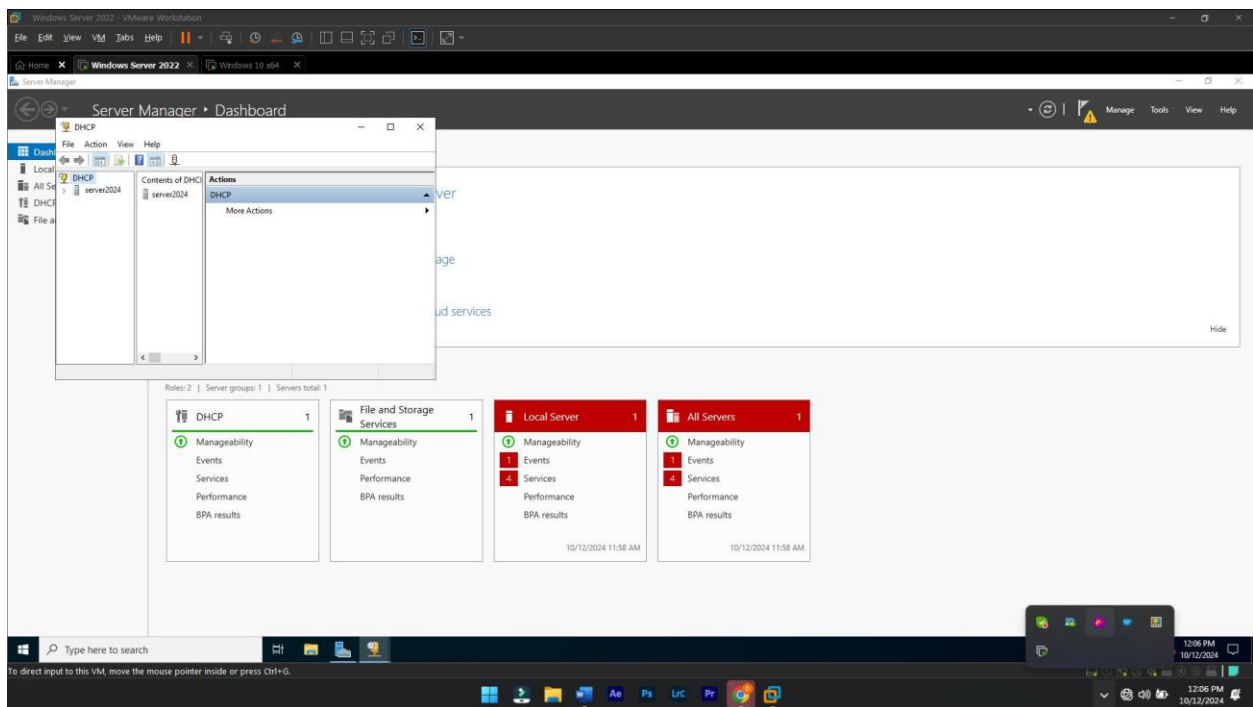 Windows Server 2022 - VMware Workstation
File Edit View VM Tabs Help
Home Windows Server 2022 Windows 10 x64
Server Manager
Server Manager • Dashboard
Manage Tools View Help
DHCP
File Action View Help
Dash
Local
All Se
DHCP
File a
DHCP
server2024
Contents of DHCP
server2024
Actions
DHCP
More Actions
ver
age
ud services
Hide
Roles: 2 | Server groups: 1 | Servers total: 1
DHCP 1
Manageability
Events
Services
Performance
BPA results
File and Storage Services 1
Manageability
Events
Performance
BPA results
Local Server 1
Manageability
1 Events
4 Services
Performance
BPA results
10/12/2024 11:58 AM
All Servers 1
Manageability
1 Events
4 Services
Performance
BPA results
10/12/2024 11:58 AM
Type here to search
12:06 PM
10/12/2024
To direct input to this VM, move the mouse pointer inside or press Ctrl+G.
Ae Ps LrC Pr
12:06 PM
10/12/2024